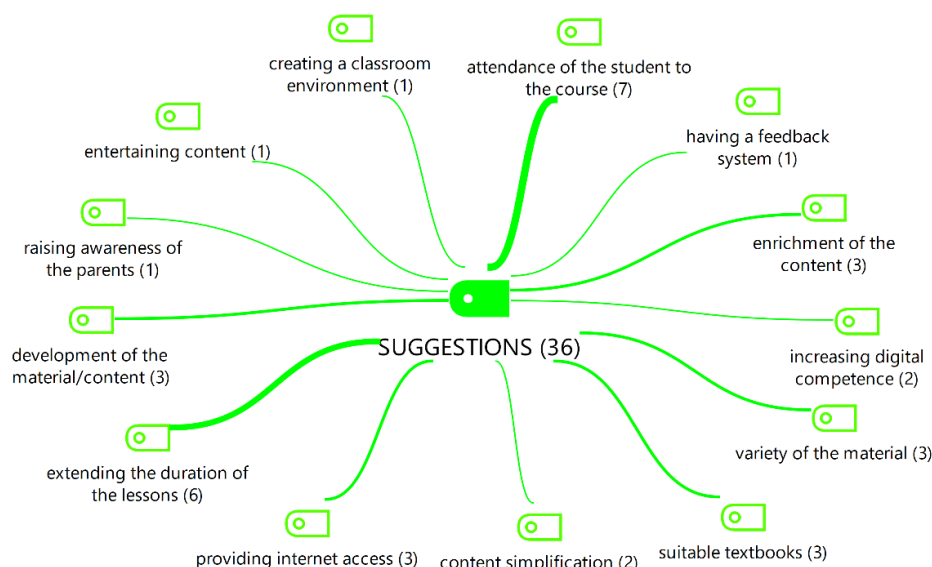 creating a classroom
environment (1)
attendance of the student to
the course (7)
having a feedback
system (1)
entertaining content (1)
enrichment of the
content (3)
raising awareness of
the parents (1)
increasing digital
competence (2)
development of the
material/content (3)
SUGGESTIONS (36)
variety of the material (3)
extending the duration of
the lessons (6)
suitable textbooks (3)
providing internet access (3)
content simplification (2)